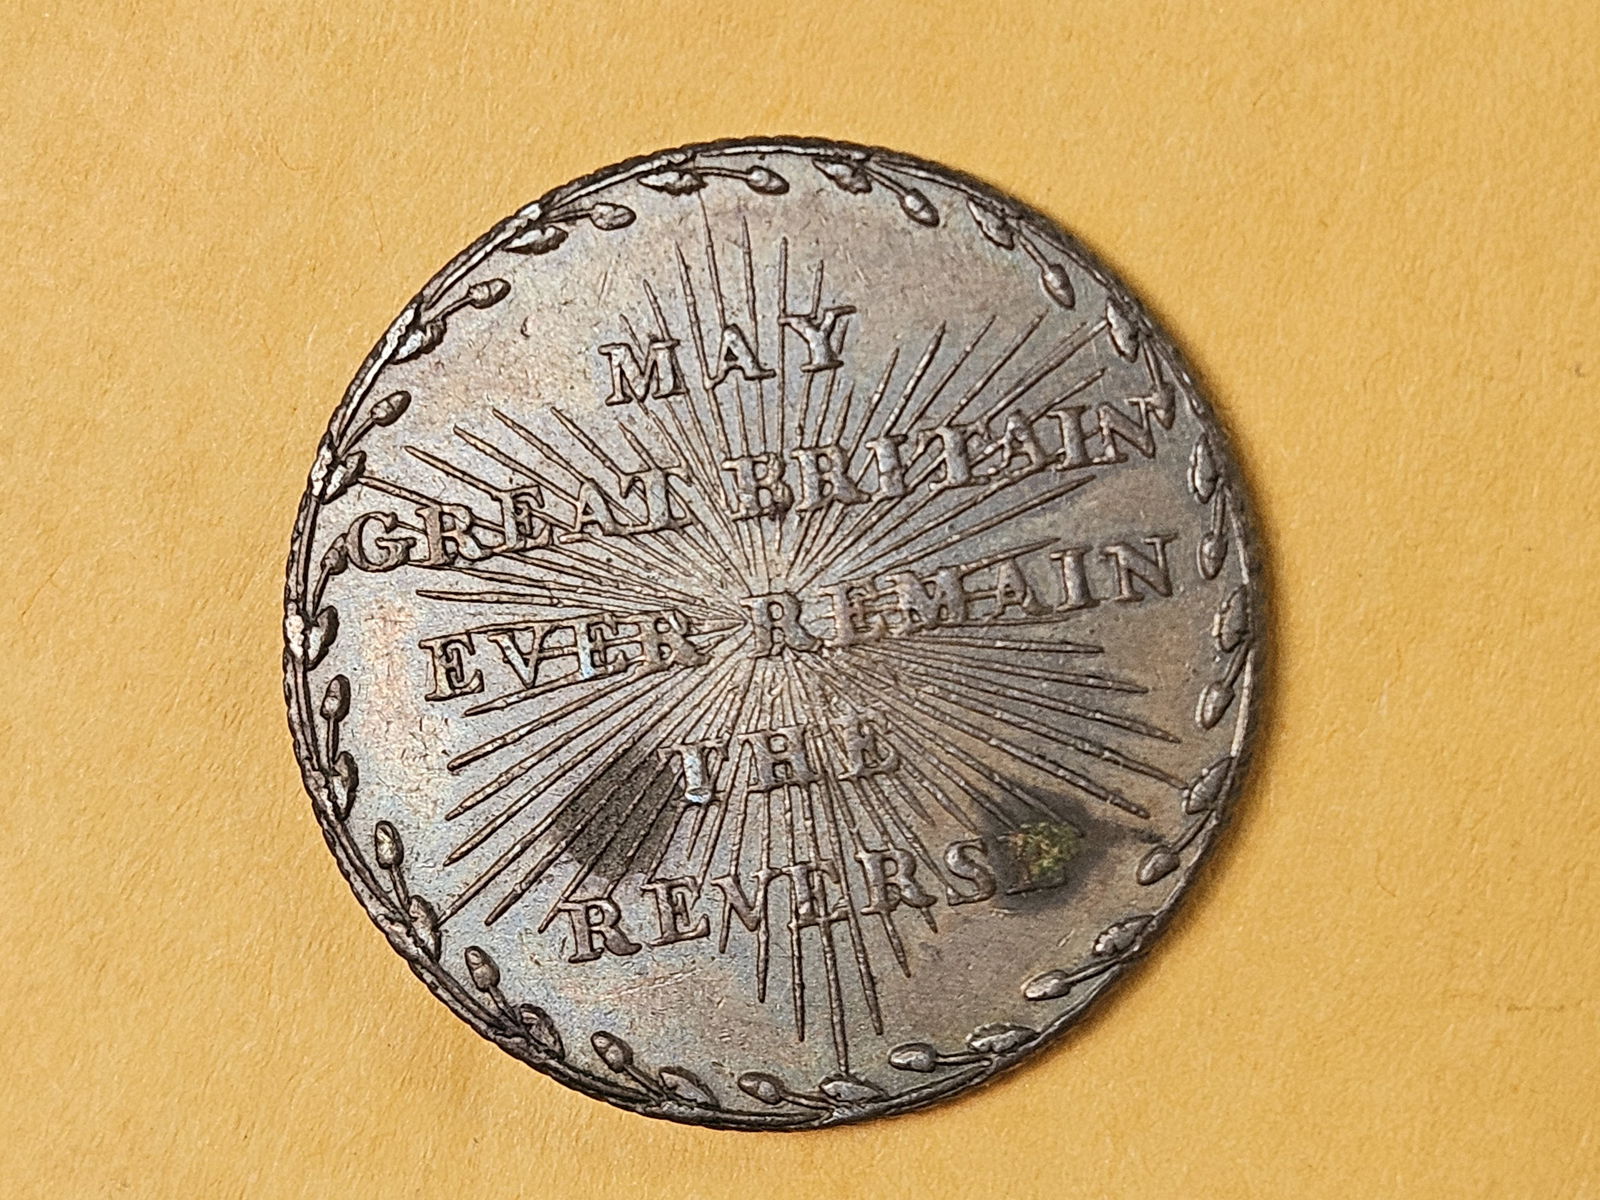 MAY
GREAT BRITAIN
EVER REMAIN
THE
REVERSE